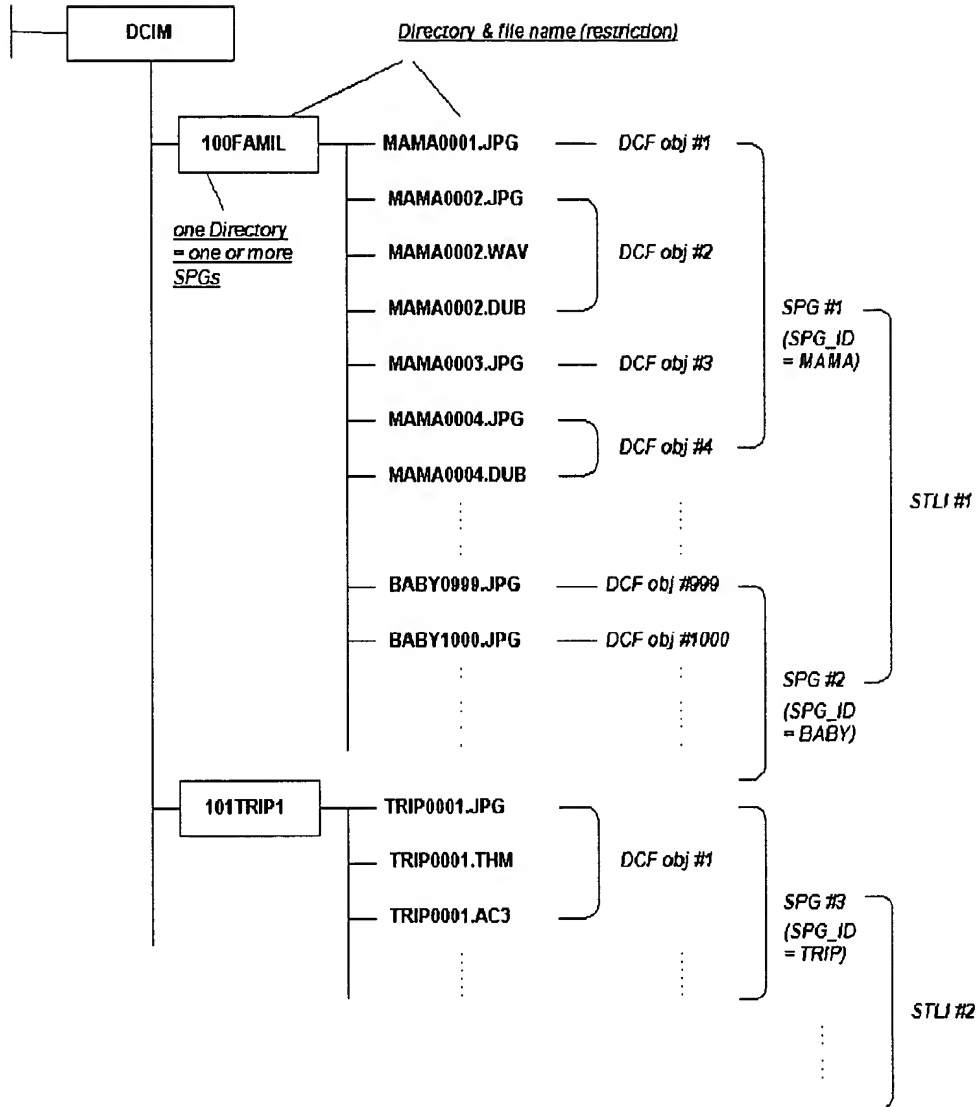 DCIM
Directory & file name (restriction)
100FAMIL
MAMA0001.JPG
DCF obj #1
MAMA0002.JPG
one Directory
= one or more
SPGs
MAMA0002.WAV
DCF obj #2
MAMA0002.DUB
SPG #1
(SPG_ID
= MAMA)
MAMA0003.JPG
DCF obj #3
MAMA0004.JPG
DCF obj #4
MAMA0004.DUB
STLI #1
BABY0999.JPG
DCF obj #999
BABY1000.JPG
DCF obj #1000
SPG #2
(SPG_ID
= BABY)
101TRIP1
TRIP0001.JPG
TRIP0001.THM
DCF obj #1
TRIP0001.AC3
SPG #3
(SPG_ID
= TRIP)
STLI #2